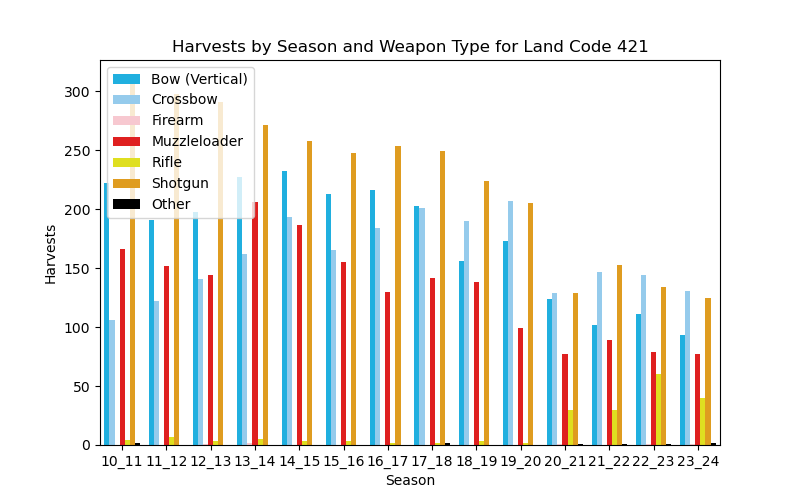 Harvests by Season and Weapon Type for Land Code 421
300
250
200
150
100
50
0
Harvests
Bow (Vertical)
Crossbow
Firearm
Muzzleloader
Rifle
Shotgun
Other
10_11 11_12 12_13 13_14 14_15 15_16 16_17 17_18 18_19 19_20 20_21 21_22 22_23 23_24
Season